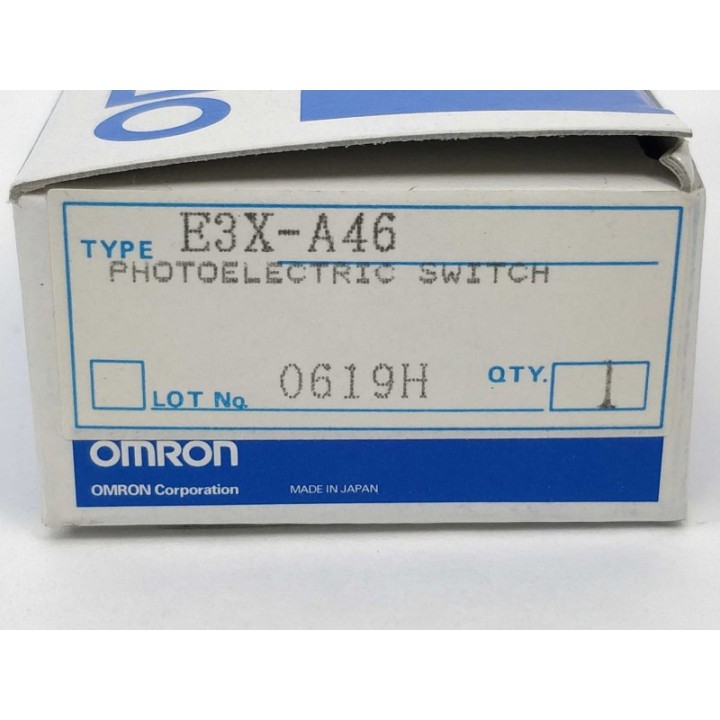 TYPE E3X-A46
PHOTOELECTRIC SWITCH
LOT No. 0619H QTY. 1
OMRON
OMRON Corporation MADE IN JAPAN